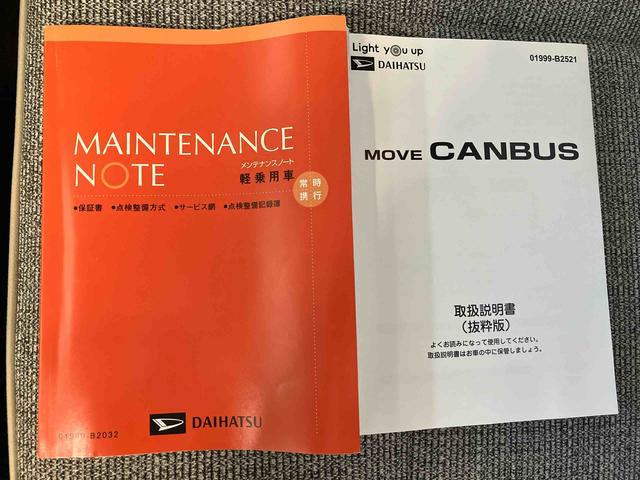 MAINTENANCE
NOTE
メンテナンスノート
軽乗用車
常時
携行
●保証書 ●点検整備方式 ●サービス網 ●点検整備記録簿
DAIHATSU
01999-B2032
Light you up
DAIHATSU
01999-B2521
MOVE CANBUS
取扱説明書
(抜粋版)
よくお読みになって使用してください。
取扱説明書はお車の中に保管しましょう。